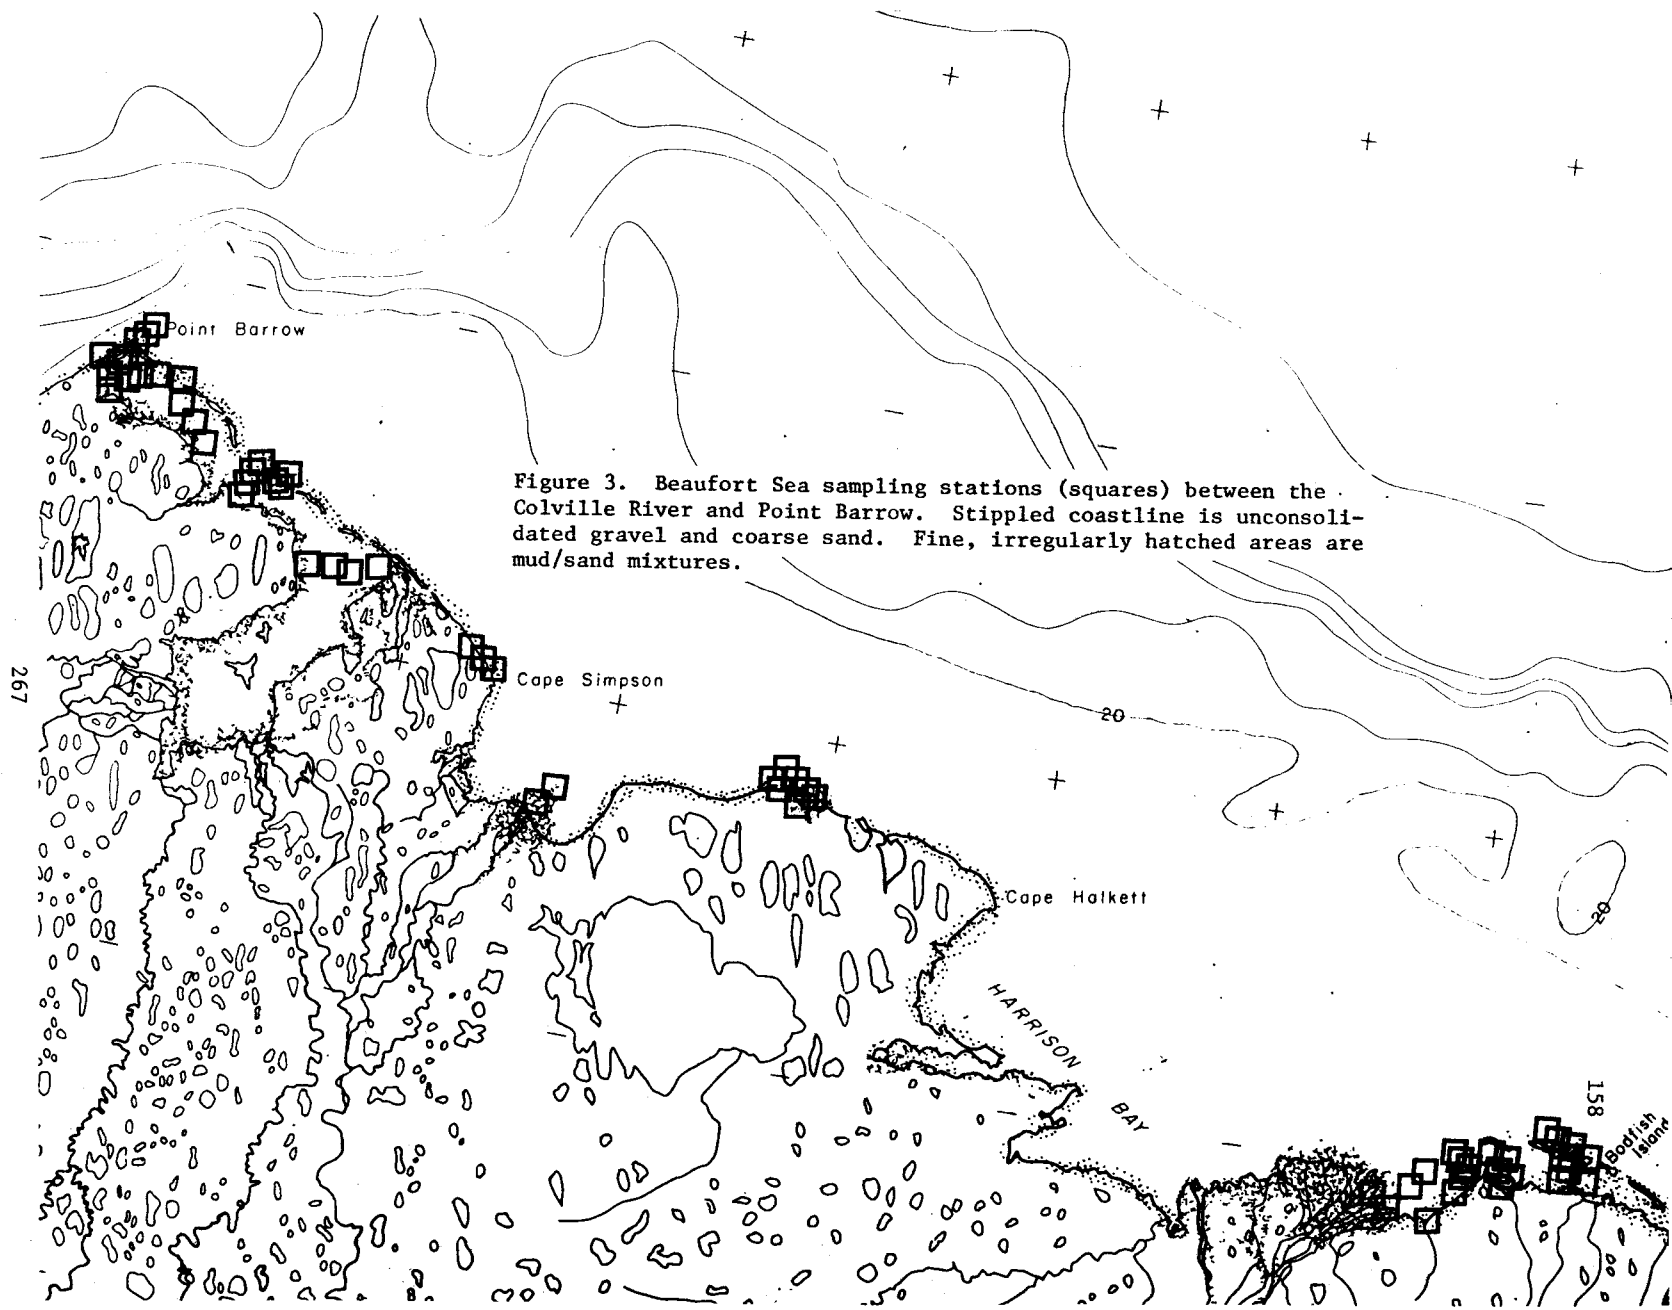 Point Barrow
Figure 3. Beaufort Sea sampling stations (squares) between the
Colville River and Point Barrow. Stippled coastline is unconsoli-
dated gravel and coarse sand. Fine, irregularly hatched areas are
mud/sand mixtures.
267
Cape Simpson
20
Cape Halkett
20
HARRISON
BAY
158
Bodfish
Island